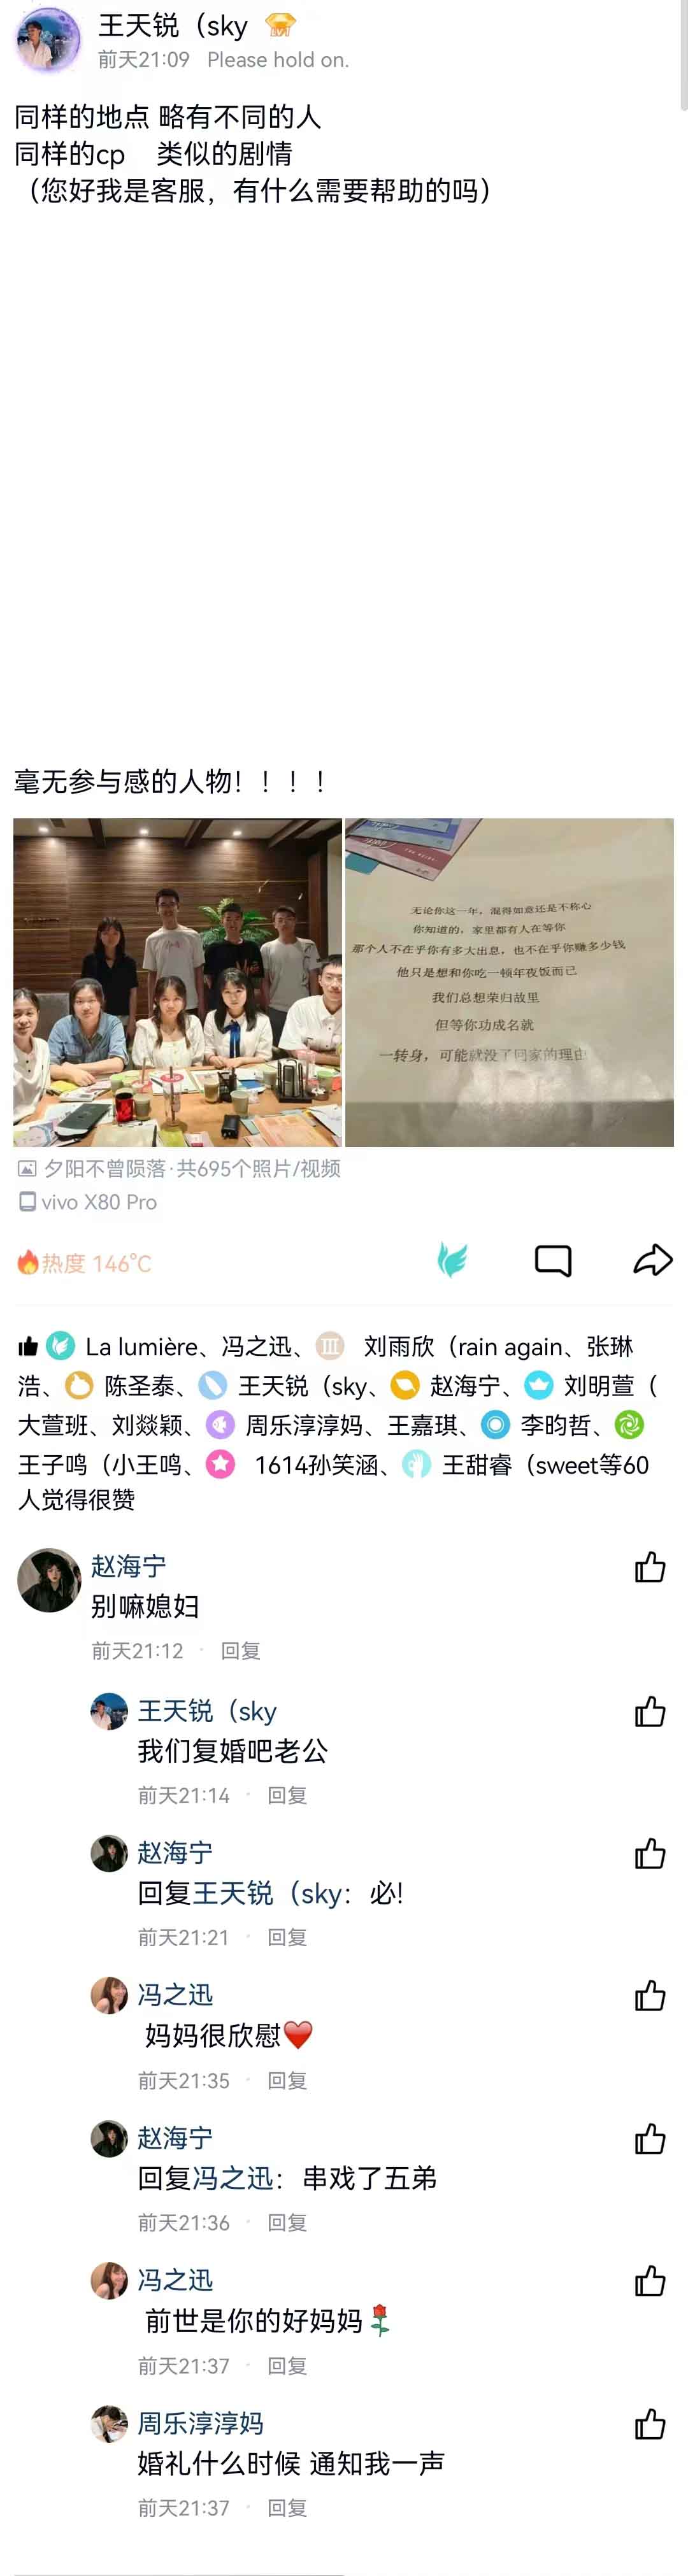 王天锐（sky
前天21:09 Please hold on.
同样的地点 略有不同的人
同样的cp 类似的剧情
（您好我是客服，有什么需要帮助的吗）
毫无参与感的人物！！！！
无论你这一年，混得如意还是不称心
你知道的，家里都有人在等你
那个人不在乎你有多大出息，也不在乎你赚多少钱
他只是想和你吃一顿年夜饭而已
我们总想荣归故里
但等你功成名就
一转身，可能就没了回家的理由
夕阳不曾陨落·共695个照片/视频
vivo X80 Pro
热度 146°C
La lumière、冯之迅、 刘雨欣（rain again、张琳
浩、 陈圣泰、 王天锐（sky、 赵海宁、 刘明萱（
大萱班、刘燚颖、 周乐淳淳妈、王嘉琪、 李昀哲、
王子鸣（小王鸣、 1614孙笑涵、 王甜睿（sweet等60
人觉得很赞
赵海宁
别嘛媳妇
前天21:12 · 回复
王天锐（sky
我们复婚吧老公
前天21:14 · 回复
赵海宁
回复王天锐（sky：必！
前天21:21 · 回复
冯之迅
妈妈很欣慰❤️
前天21:35 · 回复
赵海宁
回复冯之迅：串戏了五弟
前天21:36 · 回复
冯之迅
前世是你的好妈妈🌹
前天21:37 · 回复
周乐淳淳妈
婚礼什么时候 通知我一声
前天21:37 · 回复